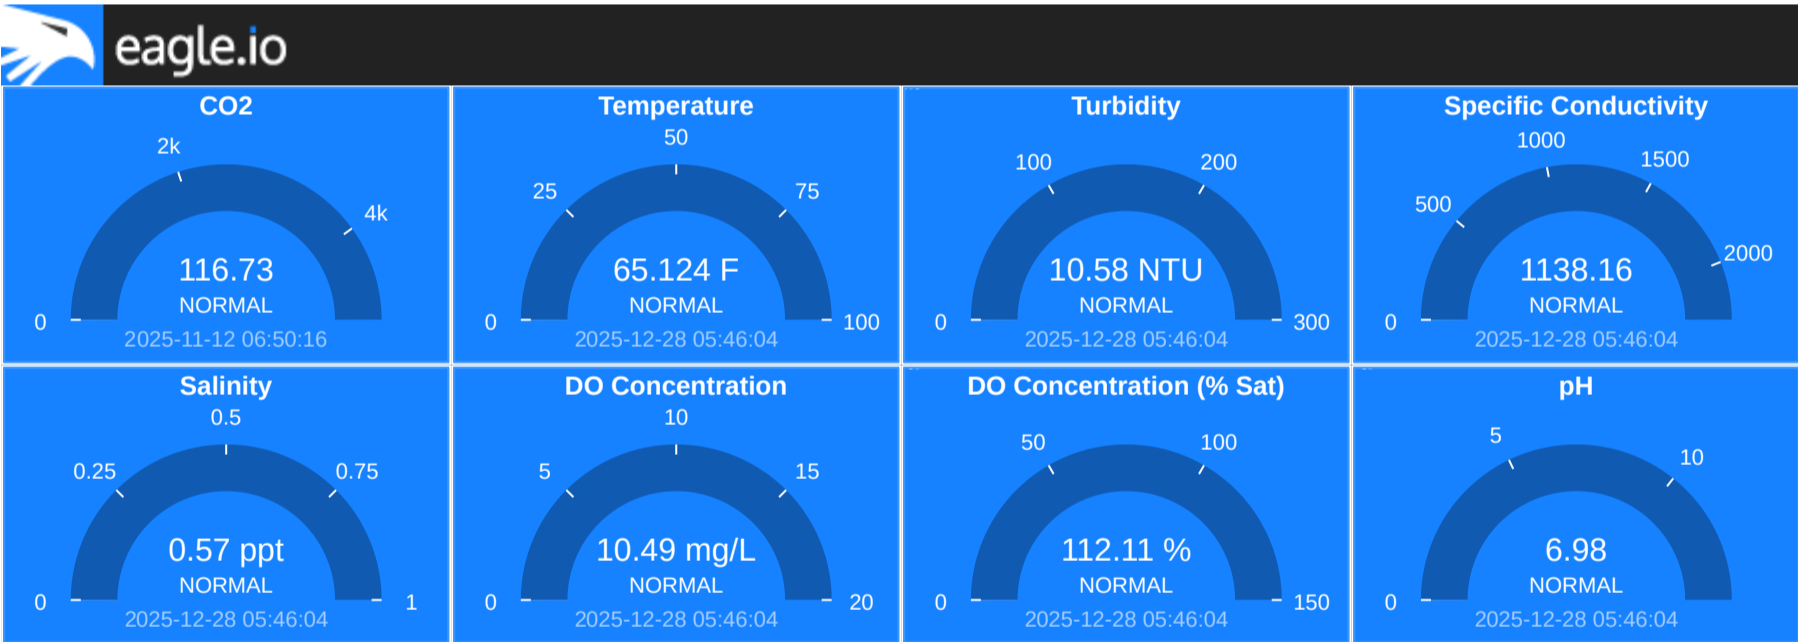 eagle.io
CO2
2k
4k
0
116.73
NORMAL
2025-11-12 06:50:16
Temperature
50
25
75
0
100
65.124 F
NORMAL
2025-12-28 05:46:04
Turbidity
100
200
0
300
10.58 NTU
NORMAL
2025-12-28 05:46:04
Specific Conductivity
1000
1500
500
2000
0
1138.16
NORMAL
2025-12-28 05:46:04
Salinity
0.5
0.25
0.75
0
1
0.57 ppt
NORMAL
2025-12-28 05:46:04
DO Concentration
10
5
15
0
20
10.49 mg/L
NORMAL
2025-12-28 05:46:04
DO Concentration (% Sat)
50
100
0
150
112.11 %
NORMAL
2025-12-28 05:46:04
pH
5
10
0
6.98
NORMAL
2025-12-28 05:46:04